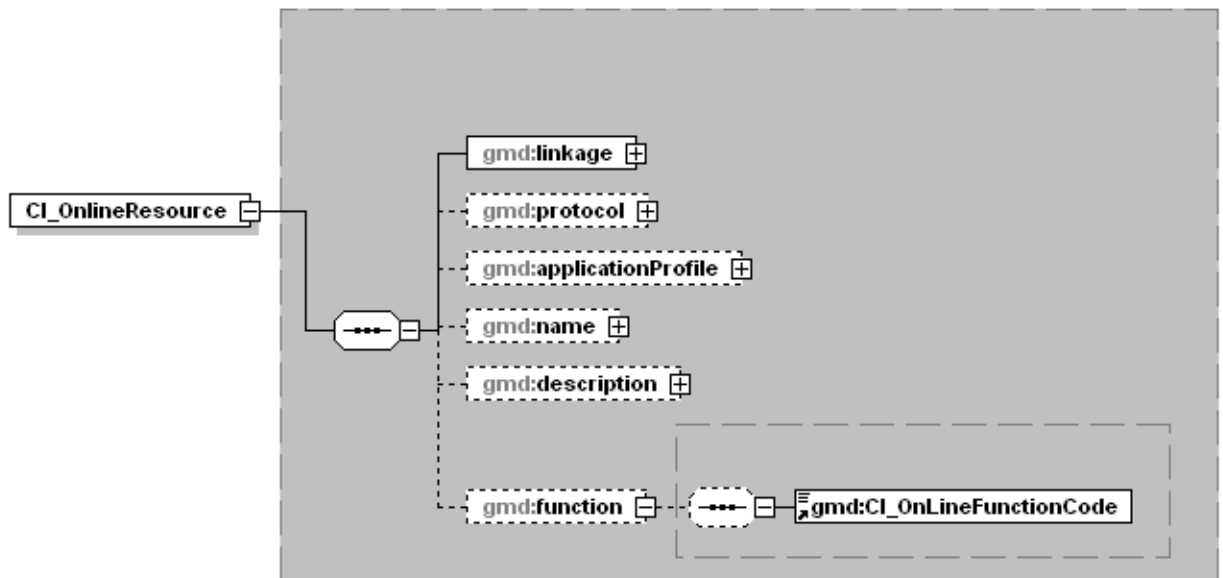 gmd:linkage
CI_OnlineResource
gmd:protocol
gmd:applicationProfile
gmd:name
gmd:description
gmd:function
gmd:CI_OnLineFunctionCode